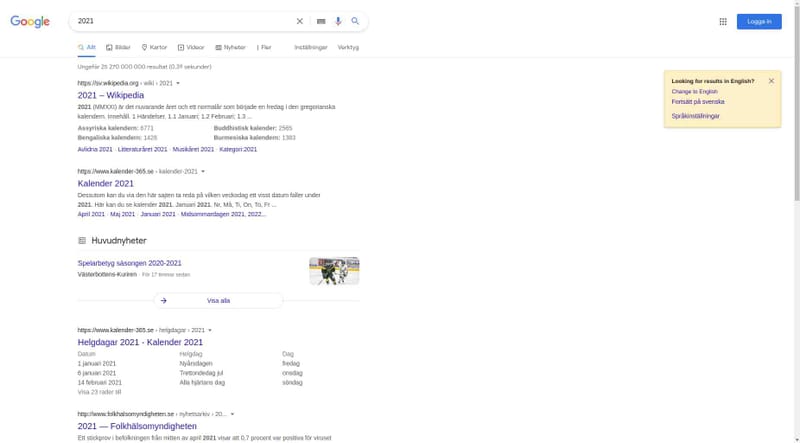 Google
2021
Logga in
Allt
Bilder
Kartor
Videor
Nyheter
Fler
Inställningar
Verktyg
Ungefär 25 270 000 000 resultat (0,39 sekunder)
https://sv.wikipedia.org › wiki › 2021
2021 – Wikipedia
2021 (MMXXI) är det nuvarande året och ett normalår som började en fredag i den gregorianska
kalendern. Innehåll. 1 Händelser. 1.1 Januari; 1.2 Februari; 1.3 ...
Assyriska kalendern: 6771 Buddhistisk kalender: 2565
Bengaliska kalendern: 1428 Burmesiska kalendern: 1383
Avlidna 2021 · Litteraturåret 2021 · Musikåret 2021 · Kategori:2021
https://www.kalender-365.se › kalender-2021
Kalender 2021
Dessutom kan du via den här sajten ta reda på vilken veckodag ett visst datum faller under
2021. Här kan du se kalendern 2021. Januari 2021. Nr, Må, Ti, On, To, Fr ...
April 2021 · Maj 2021 · Januari 2021 · Midsommardagen 2021, 2022...
Huvudnyheter
Spelarbetyg säsongen 2020-2021
Västerbottens-Kuriren · För 17 timmar sedan
Visa alla
https://www.kalender-365.se › helgdagar › 2021
Helgdagar 2021 - Kalender 2021
Datum Helgdag Dag
1 januari 2021 Nyårsdagen fredag
6 januari 2021 Trettondedag jul onsdag
14 februari 2021 Alla hjärtans dag söndag
Visa 23 rader till
http://www.folkhalsomyndigheten.se › nyhetsarkiv › 20...
2021 — Folkhälsomyndigheten
Ett stickprov i befolkningen från mitten av april 2021 visar att 0,7 procent var positiva för viruset
Looking for results in English?
Change to English
Fortsätt på svenska
Språkinställningar